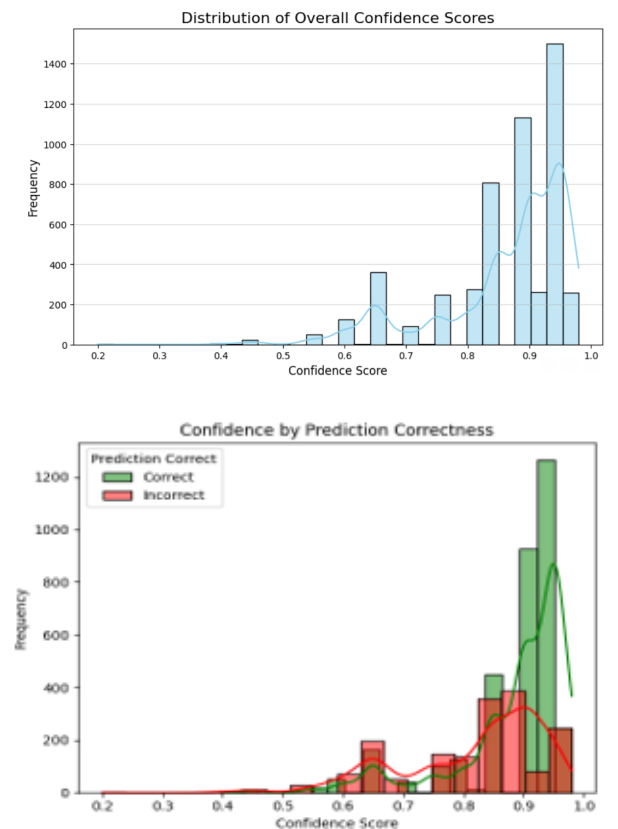 Distribution of Overall Confidence Scores
1400
1200
1000
800
600
400
200
0
Frequency
0.2 0.3 0.4 0.5 0.6 0.7 0.8 0.9 1.0
Confidence Score
Confidence by Prediction Correctness
Prediction Correct
Correct
Incorrect
1200
1000
800
600
400
200
0
Frequency
0.2 0.3 0.4 0.5 0.6 0.7 0.8 0.9 1.0
Confidence Score